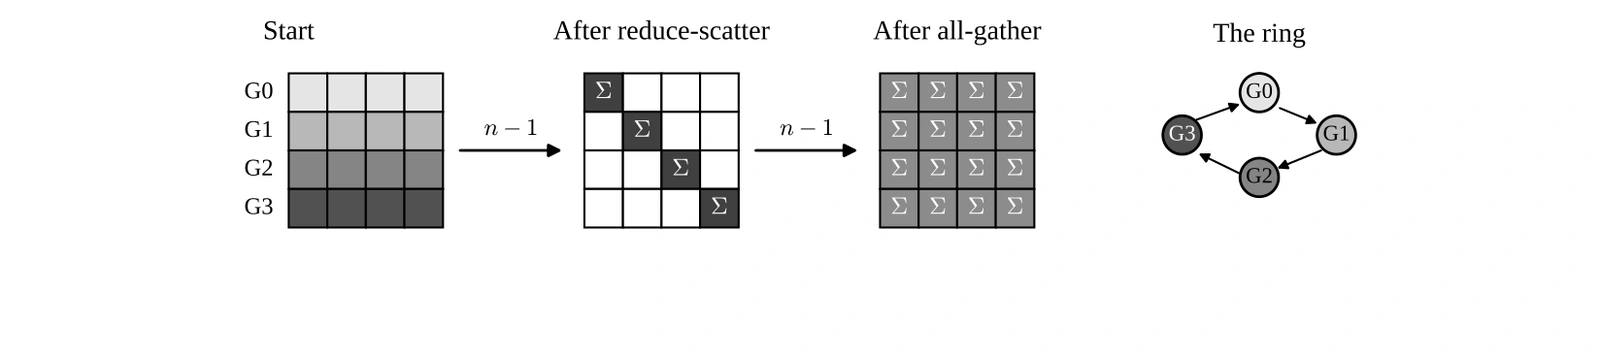 Start
After reduce-scatter
After all-gather
The ring
G0
G1
G2
G3
n − 1
Σ
Σ
Σ
Σ
n − 1
Σ Σ Σ Σ
Σ Σ Σ Σ
Σ Σ Σ Σ
Σ Σ Σ Σ
G0
G3
G1
G2